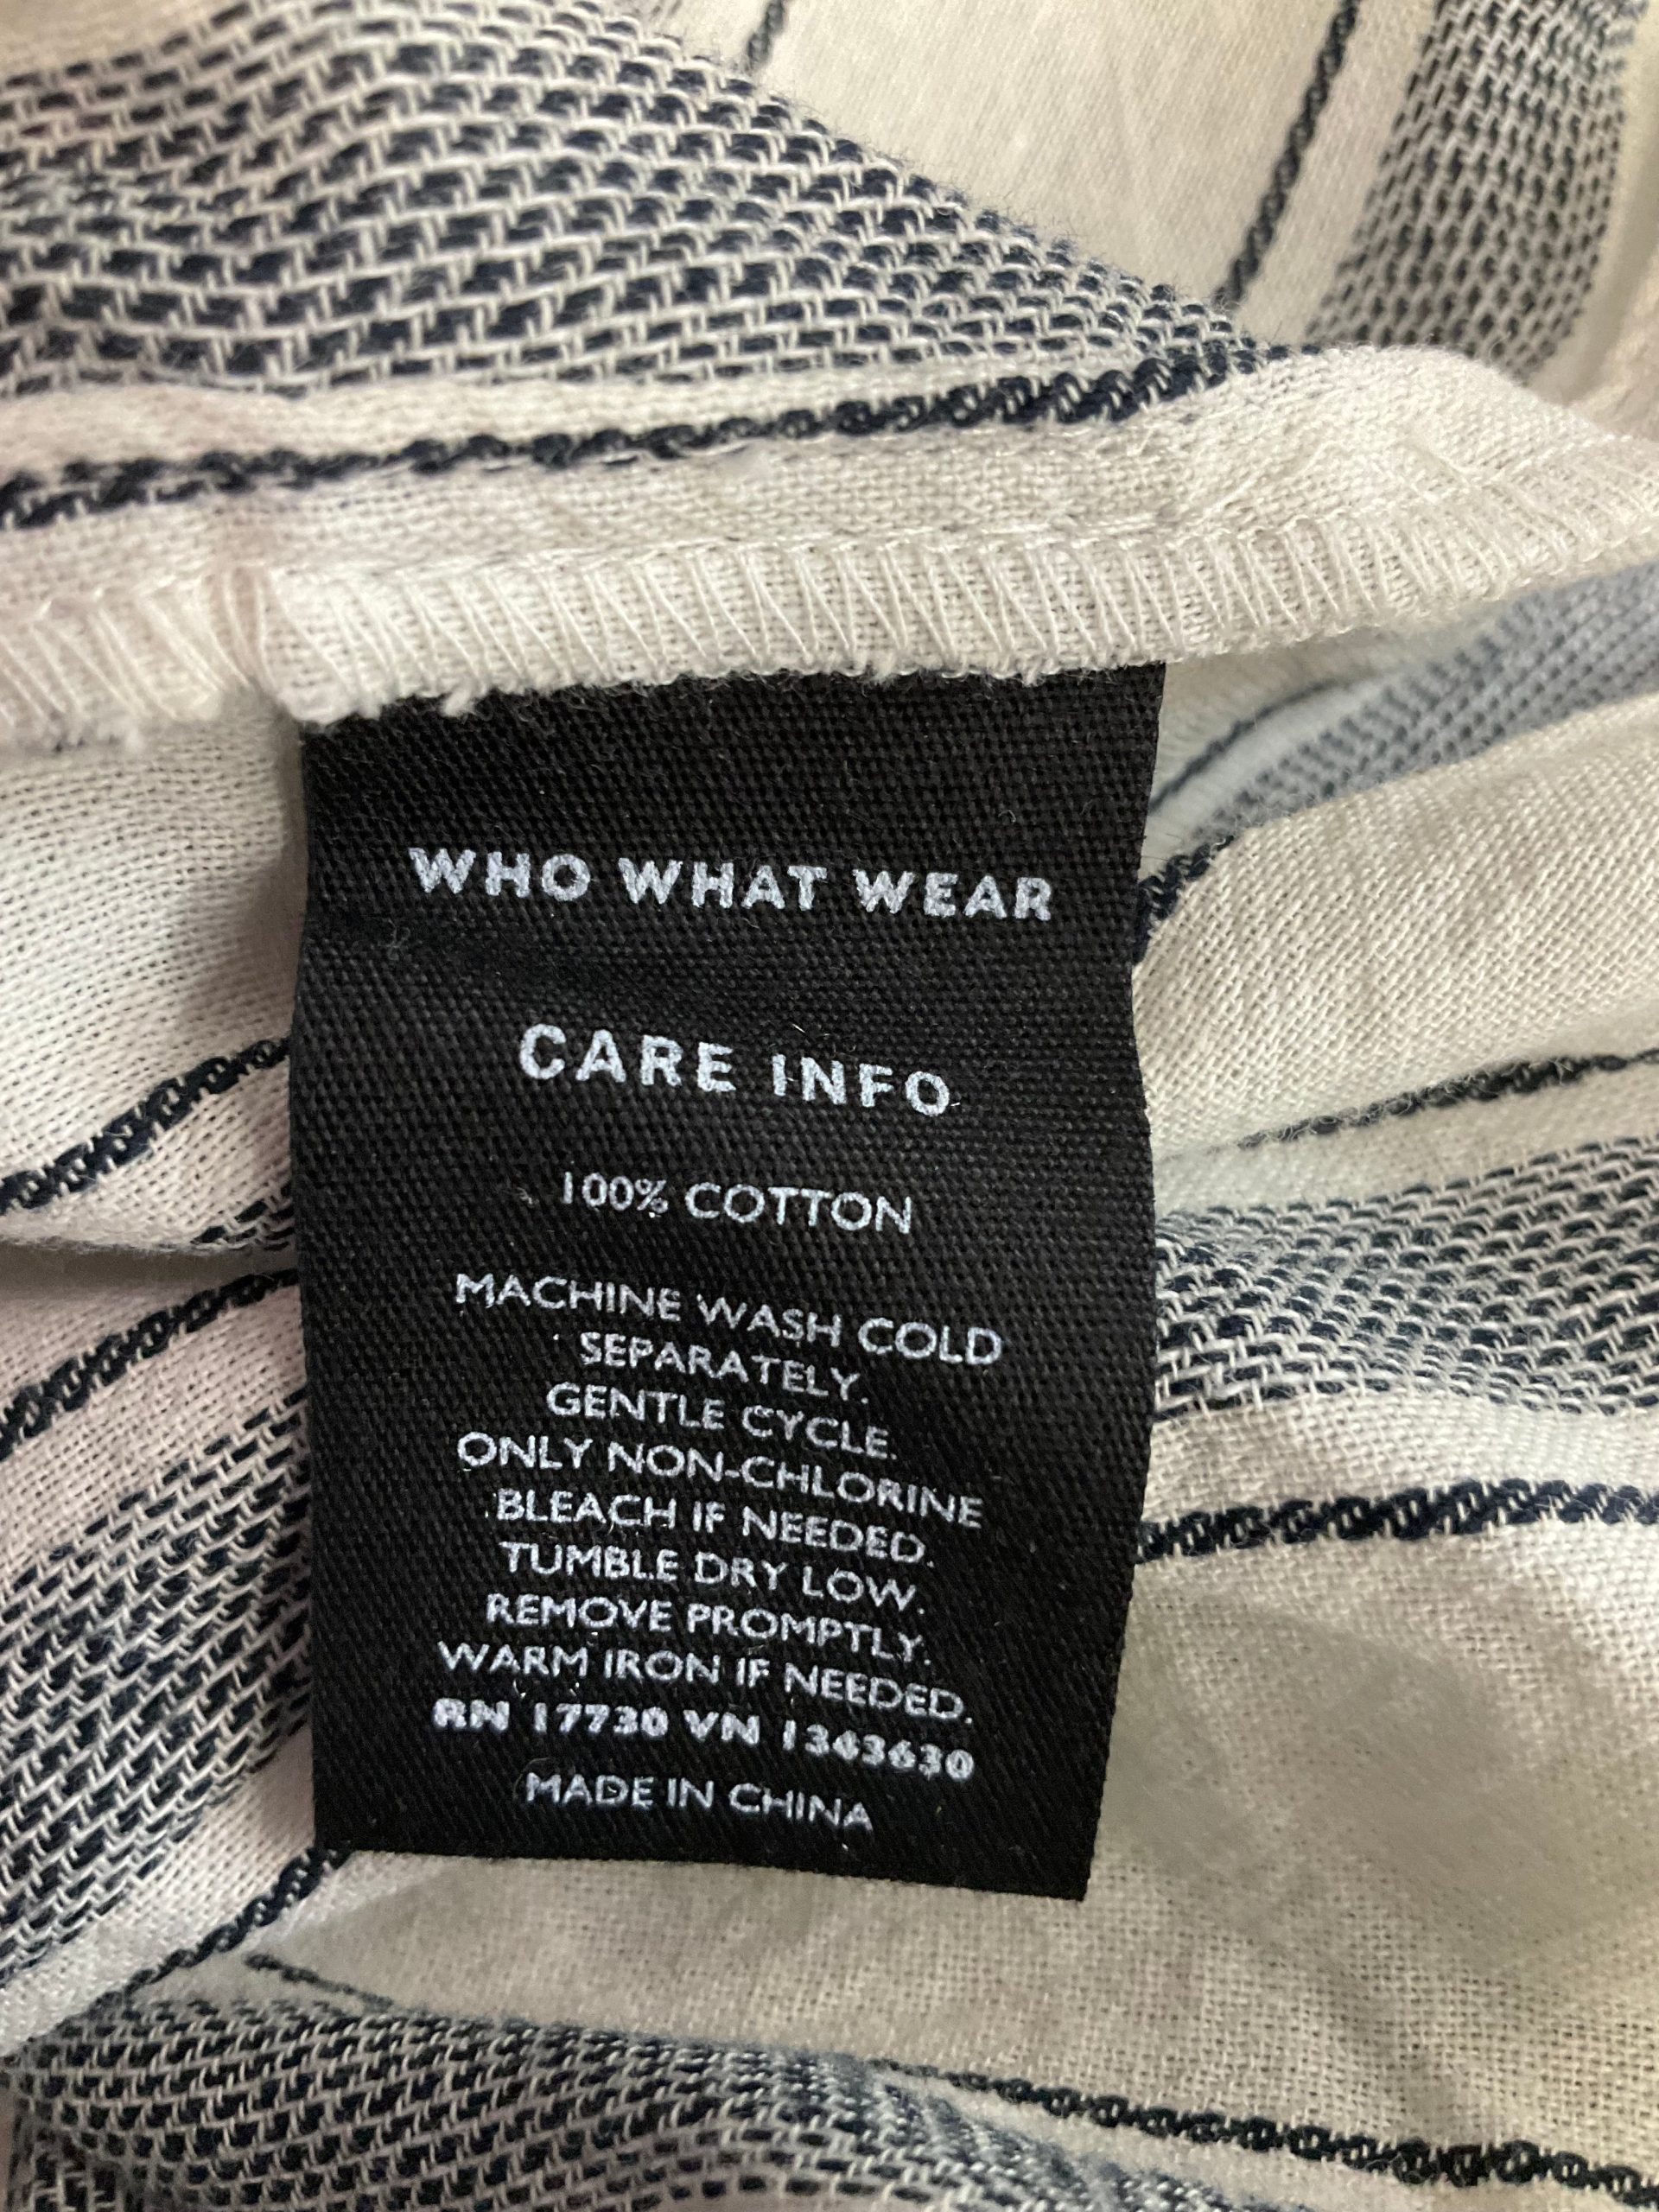 WHO WHAT WEAR
CARE INFO
100% COTTON
MACHINE WASH COLD
SEPARATELY.
GENTLE CYCLE.
ONLY NON-CHLORINE
BLEACH IF NEEDED.
TUMBLE DRY LOW.
REMOVE PROMPTLY.
WARM IRON IF NEEDED.
RN 17730 VN 1343630
MADE IN CHINA